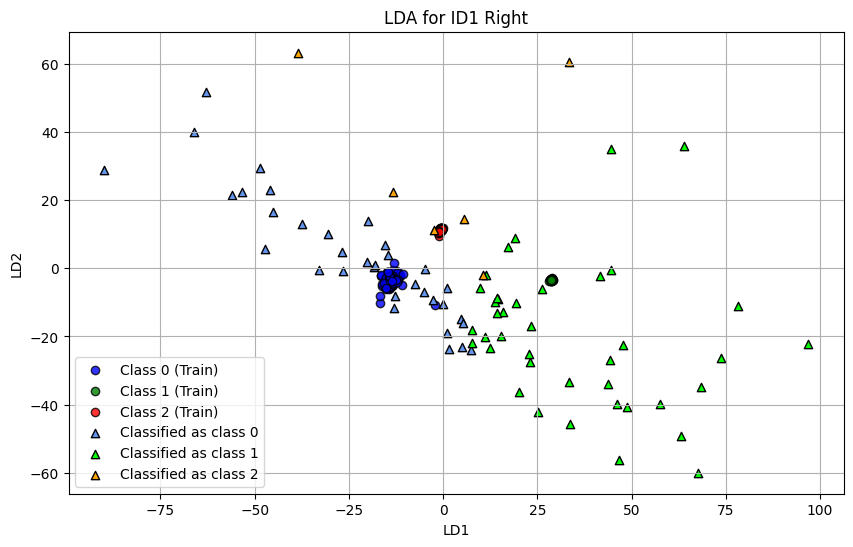 LDA for ID1 Right
60
40
20
0
−20
−40
−60
LD2
Class 0 (Train)
Class 1 (Train)
Class 2 (Train)
Classified as class 0
Classified as class 1
Classified as class 2
−75
−50
−25
0
25
50
75
100
LD1